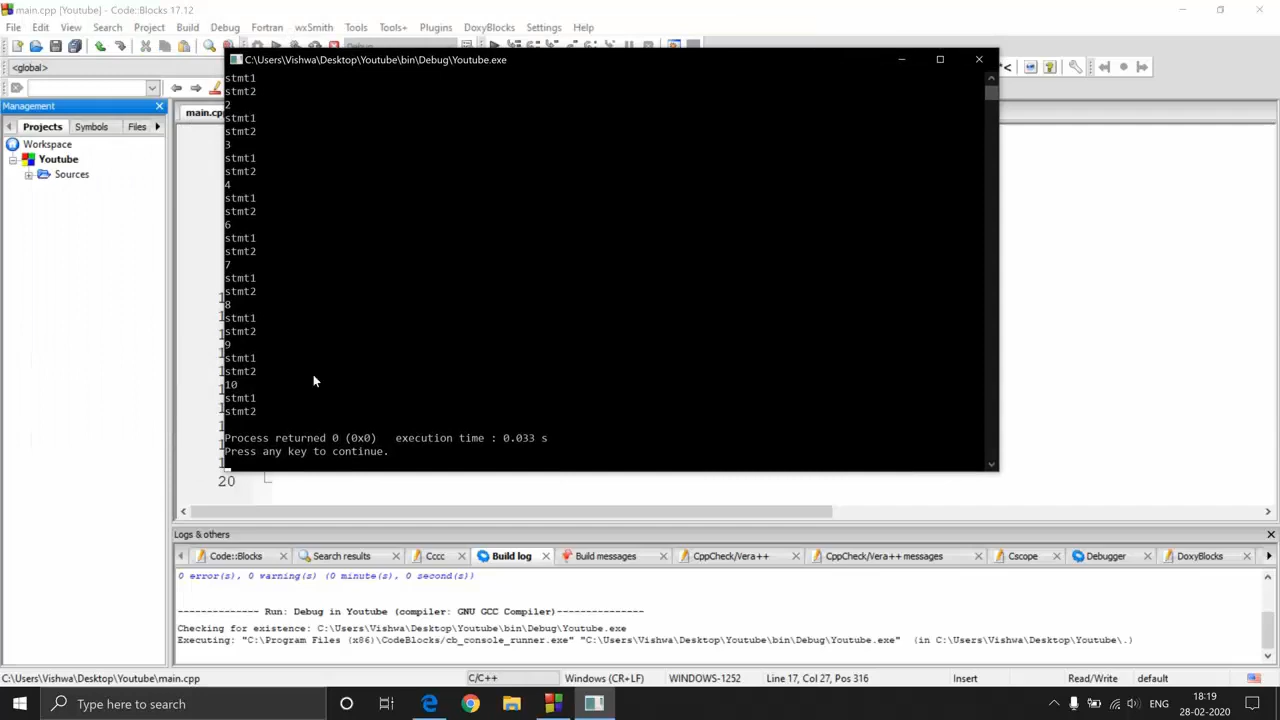 main.cpp [Youtube] - Code::Blocks 17.12
File Edit View Search Project Build Debug Fortran wxSmith Tools Tools+ Plugins DoxyBlocks Settings Help
<global>
C:\Users\Vishwa\Desktop\Youtube\bin\Debug\Youtube.exe
Management
main.cp
Projects Symbols Files
Workspace
Youtube
Sources
stmt1
stmt2
2
stmt1
stmt2
3
stmt1
stmt2
4
stmt1
stmt2
6
stmt1
stmt2
7
stmt1
stmt2
8
stmt1
stmt2
9
stmt1
stmt2
10
stmt1
stmt2
Process returned 0 (0x0) execution time : 0.033 s
Press any key to continue.
20
Logs & others
Code::Blocks Search results Cccc Build log Build messages CppCheck/Vera++ CppCheck/Vera++ messages Cscope Debugger DoxyBlocks
0 error(s), 0 warning(s) (0 minute(s), 0 second(s))
-------------- Run: Debug in Youtube (compiler: GNU GCC Compiler)---------------
Checking for existence: C:\Users\Vishwa\Desktop\Youtube\bin\Debug\Youtube.exe
Executing: "C:\Program Files (x86)\CodeBlocks/cb_console_runner.exe" "C:\Users\Vishwa\Desktop\Youtube\bin\Debug\Youtube.exe" (in C:\Users\Vishwa\Desktop\Youtube\.)
C:\Users\Vishwa\Desktop\Youtube\main.cpp C/C++ Windows (CR+LF) WINDOWS-1252 Line 17, Col 27, Pos 316 Insert Read/Write default
Type here to search
ENG
18:19
28-02-2020